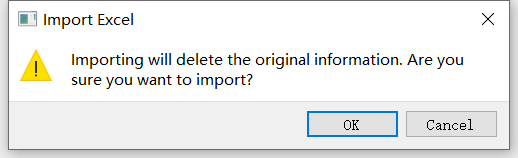 Import Excel
Importing will delete the original information. Are you
sure you want to import?
OK
Cancel